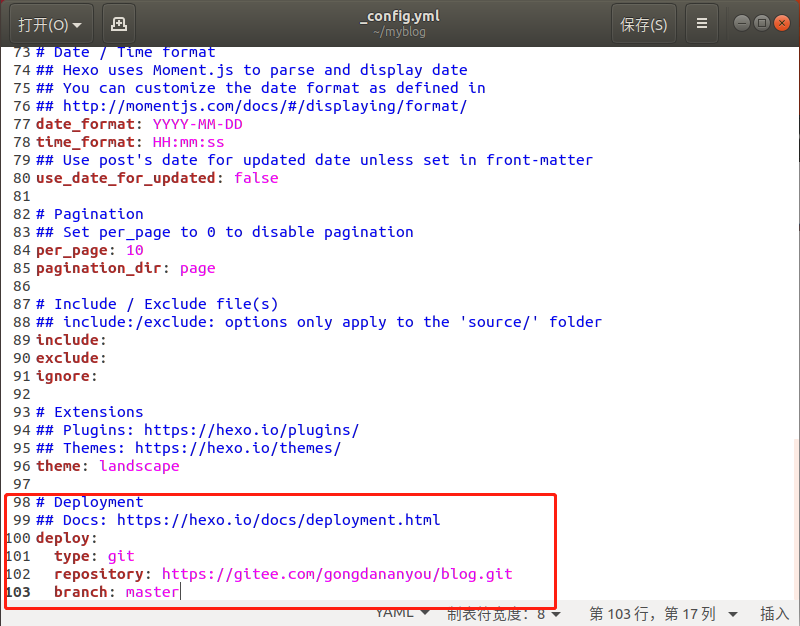 打开(O)
_config.yml
~/myblog
保存(S)
73 # Date / Time format
74 ## Hexo uses Moment.js to parse and display date
75 ## You can customize the date format as defined in
76 ## http://momentjs.com/docs/#/displaying/format/
77 date_format: YYYY-MM-DD
78 time_format: HH:mm:ss
79 ## Use post's date for updated date unless set in front-matter
80 use_date_for_updated: false
81
82 # Pagination
83 ## Set per_page to 0 to disable pagination
84 per_page: 10
85 pagination_dir: page
86
87 # Include / Exclude file(s)
88 ## include:/exclude: options only apply to the 'source/' folder
89 include:
90 exclude:
91 ignore:
92
93 # Extensions
94 ## Plugins: https://hexo.io/plugins/
95 ## Themes: https://hexo.io/themes/
96 theme: landscape
97
98 # Deployment
99 ## Docs: https://hexo.io/docs/deployment.html
100 deploy:
101   type: git
102   repository: https://gitee.com/gongdananyou/blog.git
103   branch: master
YAML 制表符宽度：8 第 103 行，第 17 列 插入